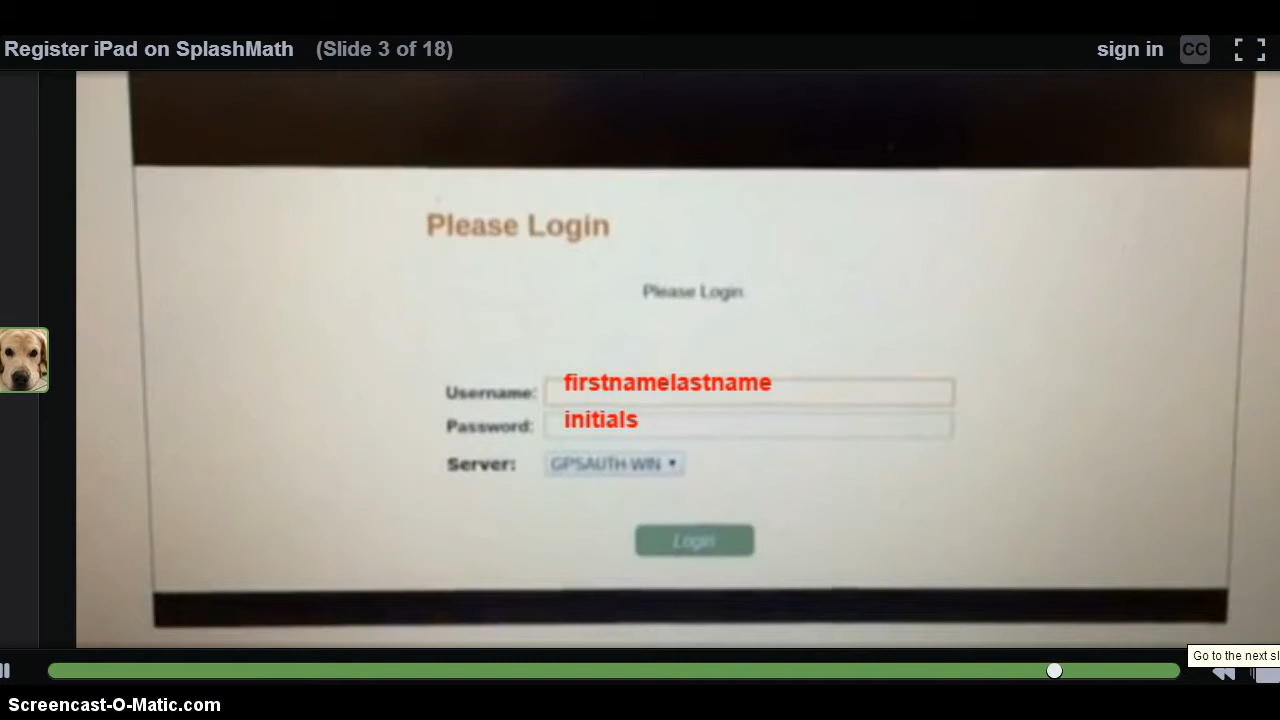 Register iPad on SplashMath (Slide 3 of 18) sign in CC
Please Login
Please Login
Username: firstnamelastname
Password: initials
Server: GPSAUTH-WIN
Login
Go to the next sl
Screencast-O-Matic.com